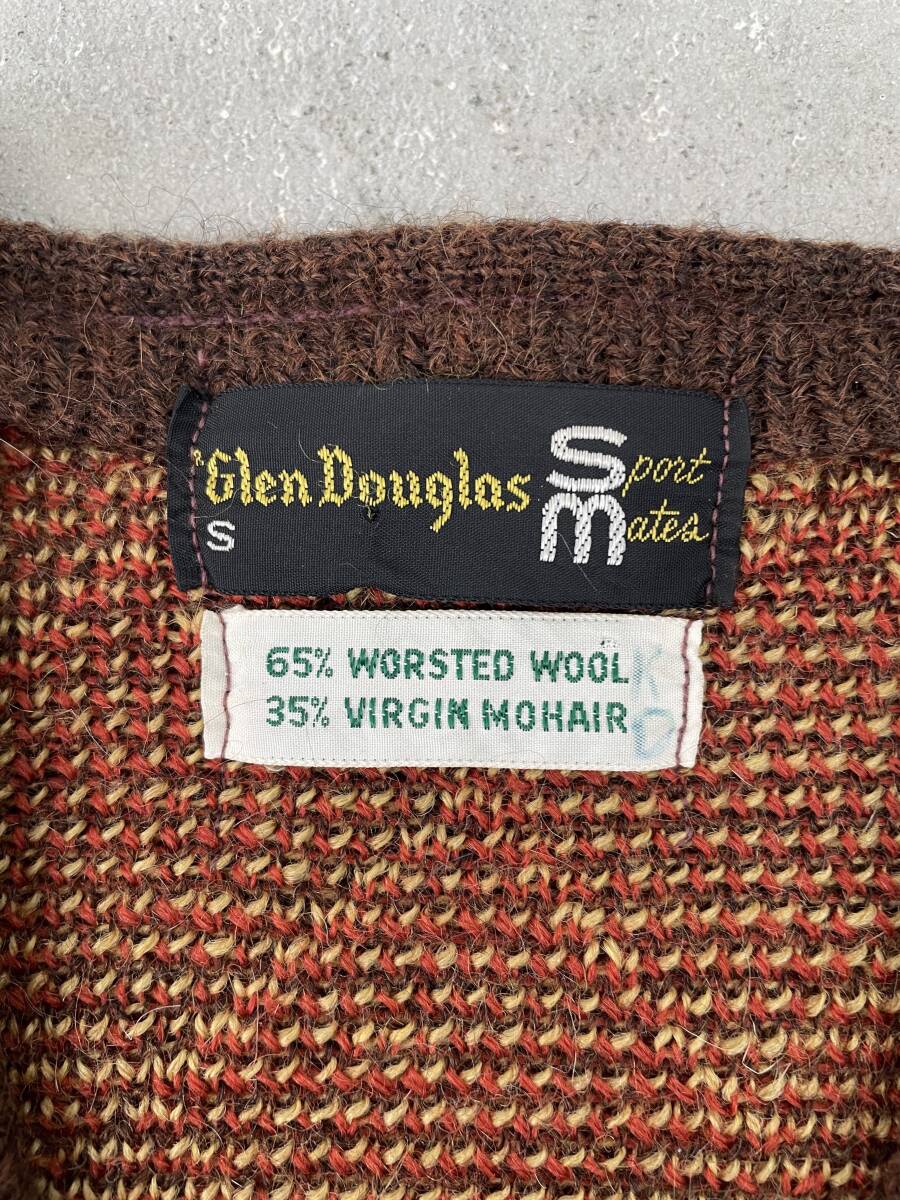 'Glen Douglas Sport Mates
S
65% WORSTED WOOL K
35% VIRGIN MOHAIR